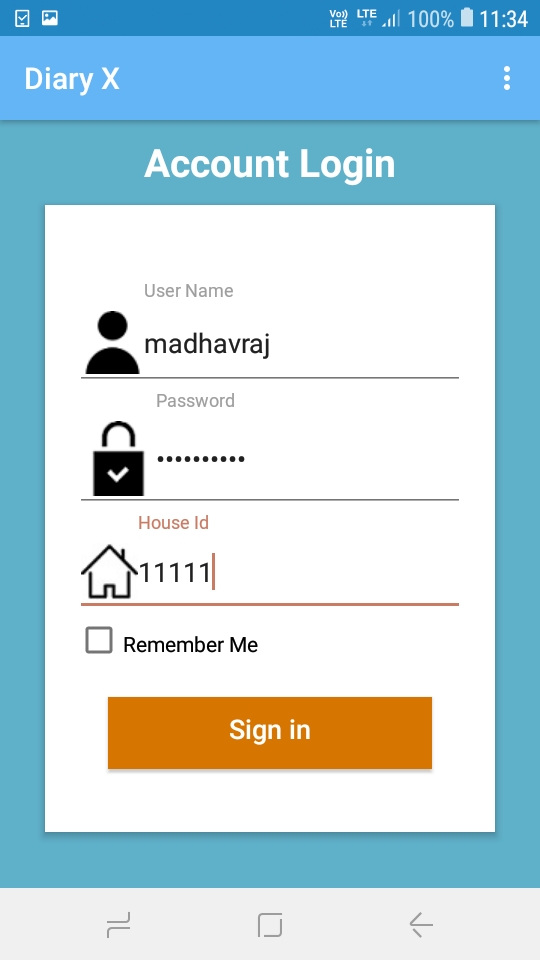 Vo)) LTE LTE 100% 11:34
Diary X
Account Login
User Name
madhavraj
Password
••••••••••
House Id
11111
Remember Me
Sign in